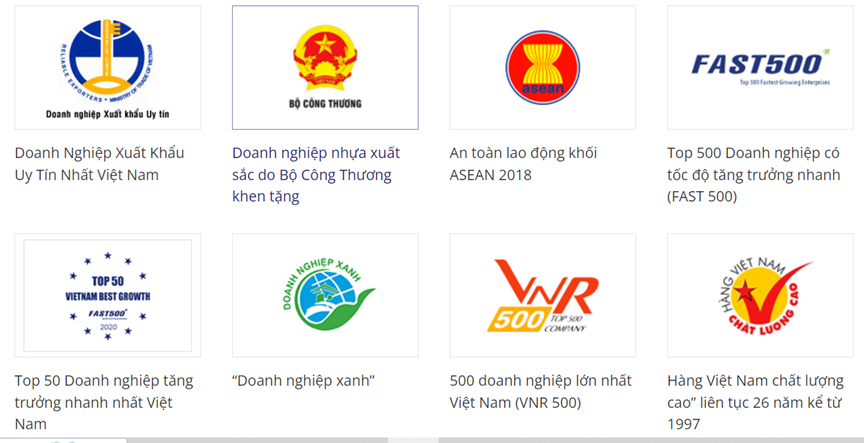 RELIABLE EXPORTERS • MINISTRY OF TRADE OF VIETNAM
Doanh nghiệp Xuất khẩu Uy tín
BỘ CÔNG THƯƠNG
asean
FAST500
Top 500 Fastest Growing Enterprises
Doanh Nghiệp Xuất Khẩu
Uy Tín Nhất Việt Nam
Doanh nghiệp nhựa xuất
sắc do Bộ Công Thương
khen tặng
An toàn lao động khối
ASEAN 2018
Top 500 Doanh nghiệp có
tốc độ tăng trưởng nhanh
(FAST 500)
TOP 50
VIETNAM BEST GROWTH
FAST500
2020
DOANH NGHIỆP XANH
VNR
500 TOP 500
COMPANY
HÀNG VIỆT NAM
CHẤT LƯỢNG CAO
Top 50 Doanh nghiệp tăng
trưởng nhanh nhất Việt
Nam
“Doanh nghiệp xanh”
500 doanh nghiệp lớn nhất
Việt Nam (VNR 500)
Hàng Việt Nam chất lượng
cao” liên tục 26 năm kể từ
1997